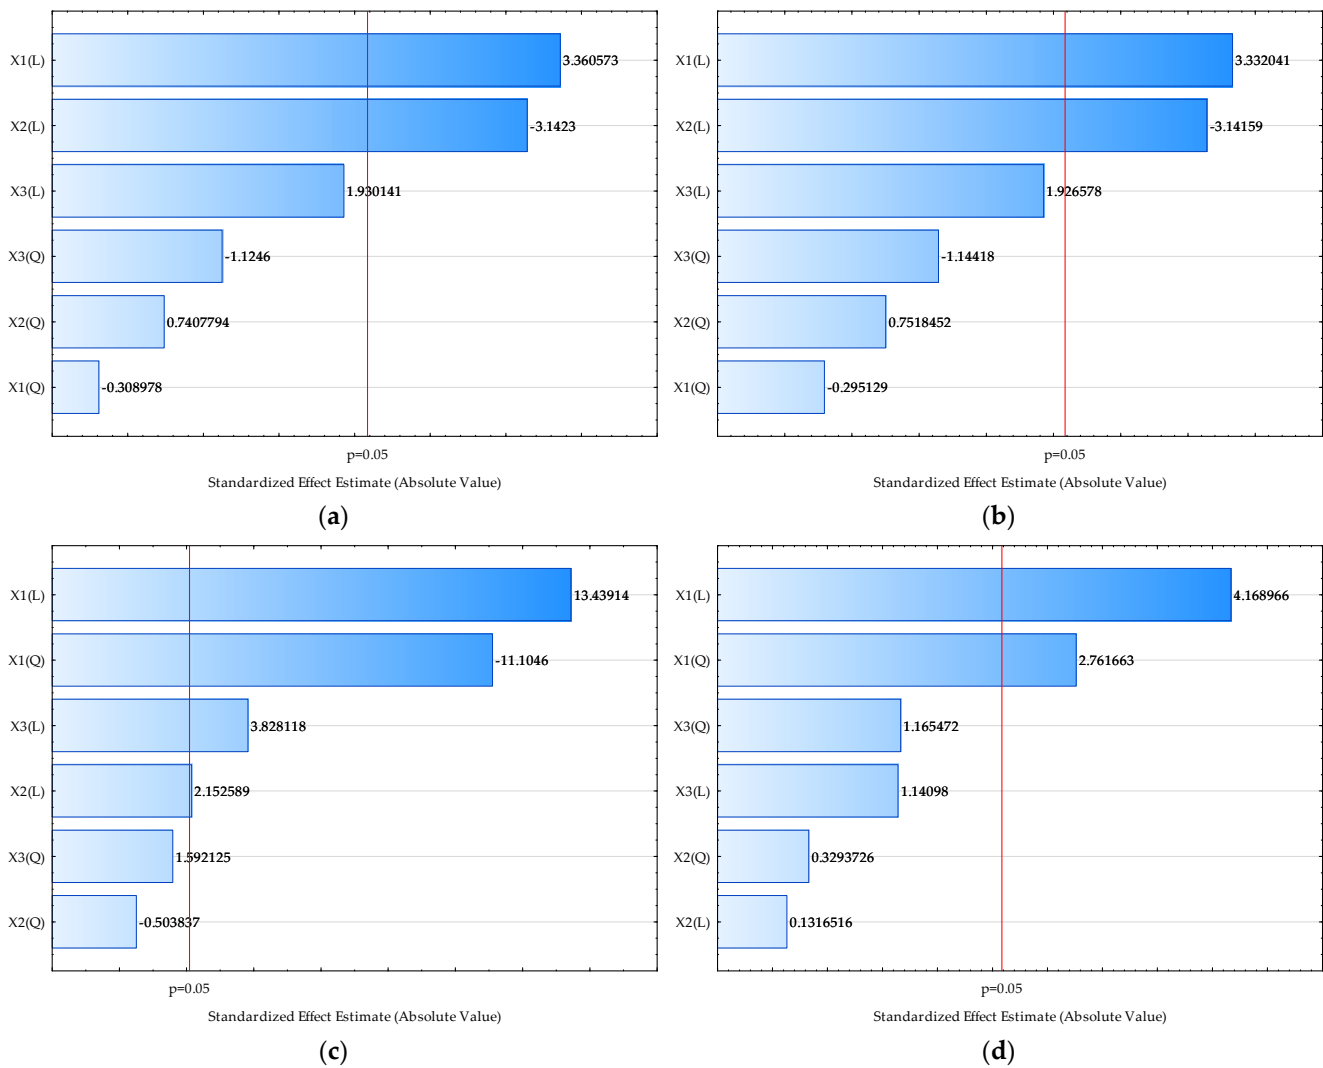 X1(L)
3.360573
X2(L)
-3.1423
X3(L)
1.930141
X3(Q)
-1.1246
X2(Q)
0.7407794
X1(Q)
-0.308978
p=0.05
Standardized Effect Estimate (Absolute Value)
(a)
X1(L)
3.332041
X2(L)
-3.14159
X3(L)
1.926578
X3(Q)
-1.14418
X2(Q)
0.7518452
X1(Q)
-0.295129
p=0.05
Standardized Effect Estimate (Absolute Value)
(b)
X1(L)
13.43914
X1(Q)
-11.1046
X3(L)
3.828118
X2(L)
2.152589
X3(Q)
1.592125
X2(Q)
-0.503837
p=0.05
Standardized Effect Estimate (Absolute Value)
(c)
X1(L)
4.168966
X1(Q)
2.761663
X3(Q)
1.165472
X3(L)
1.14098
X2(Q)
0.3293726
X2(L)
0.1316516
p=0.05
Standardized Effect Estimate (Absolute Value)
(d)